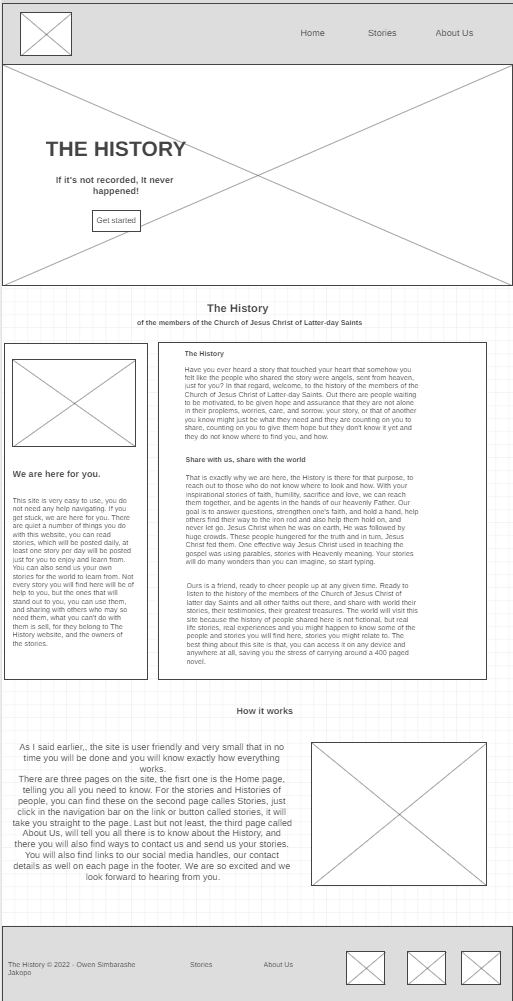 Home Stories About Us
THE HISTORY
If it's not recorded, It never
happened!
Get started
The History
of the members of the Church of Jesus Christ of Latter-day Saints
We are here for you.
This site is very easy to use, you do
not need any help navigating. If you
get stuck, we are here for you. There
are quiet a number of things you do
with this website, you can read
stories, which will be posted daily, at
least one story per day will be posted
just for you to enjoy and learn from.
You can also send us your own
stories for the world to learn from. Not
every story you will find here will be of
help to you, but the ones that will
stand out to you, you can use them,
and sharing with others who may so
need them, what you can't do with
them is sell, for they belong to The
History website, and the owners of
the stories.
The History
Have you ever heard a story that touched your heart that somehow you
felt like the people who shared the story were angels, sent from heaven,
just for you? In that regard, welcome to the history, of the members of the
Church of Jesus Christ of Latter-day Saints. Out there are people waiting
to be motivated, to be given hope and assurance that they are not alone
in their proplems, worries, care, and sorrow. your story, or that of another
you know might just be what they need and they are counting on you to
share, counting on you to give them hope but they don't know it yet and
they do not know where to find you, and how.
Share with us, share with the world
That is exactly why we are here, the History is there for that purpose, to
reach out to those who do not know where to look and how. With your
inspirational stories of faith, humility, sacrifice and love, we can reach
them together, and be agents in the hands of our heavenly Father. Our
goal is to answer questions, strengthen one's faith, and hold a hand, help
others find their way to the iron rod and also help them hold on, and
never let go. Jesus Christ when he was on earth, He was followed by
huge crowds. These people hungered for the truth and in turn, Jesus
Christ fed them. One effective way Jesus Christ used in teaching the
gospel was using parables, stories with Heavenly meaning. Your stories
will do many wonders than you can imagine, so start typing.
Ours is a friend, ready to cheer people up at any given time. Ready to
listen to the history of the members of the Church of Jesus Christ of
latter day Saints and all other faiths out there, and share with world their
stories, their testimonies, their greatest treasures. The world will visit this
site because the history of people shared here is not fictional, but real
life stories, real experiences and you might happen to know some of the
people and stories you will find here, stories you might relate to. The
best thing about this site is that, you can access it on any device and
anywhere at all, saving you the stress of carrying around a 400 paged
novel.
How it works
As I said earlier,, the site is user friendly and very small that in no
time you will be done and you will know exactly how everything
works.
There are three pages on the site, the fisrt one is the Home page,
telling you all you need to know. For the stories and Histories of
people, you can find these on the second page calles Stories, just
click in the navigation bar on the link or button called stories, it will
take you straight to the page. Last but not least, the third page called
About Us, will tell you all there is to know about the History, and
there you will also find ways to contact us and send us your stories.
You will also find links to our social media handles, our contact
details as well on each page in the footer. We are so excited and we
look forward to hearing from you.
The History © 2022 - Owen Simbarashe
Jakopo
Stories About Us